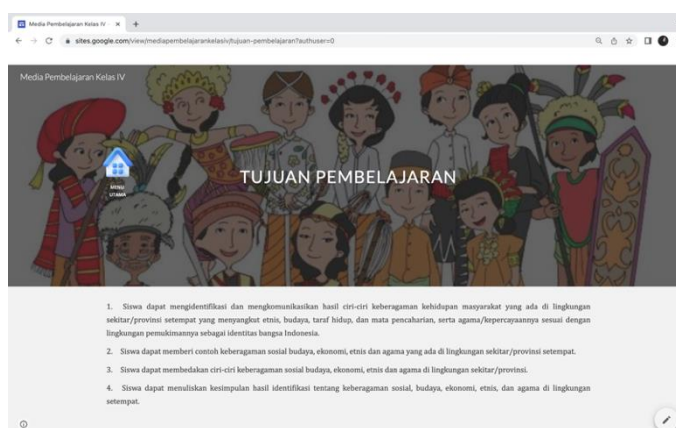 Media Pembelajaran Kelas IV
sites.google.com/view/mediapembelajarankelasiv/tujuan-pembelajaran?authuser=0
Media Pembelajaran Kelas IV
MENU
UTAMA
TUJUAN PEMBELAJARAN
1. Siswa dapat mengidentifikasi dan mengkomunikasikan hasil ciri-ciri keberagaman kehidupan masyarakat yang ada di lingkungan
sekitar/provinsi setempat yang menyangkut etnis, budaya, taraf hidup, dan mata pencaharian, serta agama/kepercayaannya sesuai dengan
lingkungan pemukimannya sebagai identitas bangsa Indonesia.
2. Siswa dapat memberi contoh keberagaman sosial budaya, ekonomi, etnis dan agama yang ada di lingkungan sekitar/provinsi setempat.
3. Siswa dapat membedakan ciri-ciri keberagaman sosial budaya, ekonomi, etnis dan agama di lingkungan sekitar/provinsi.
4. Siswa dapat menuliskan kesimpulan hasil identifikasi tentang keberagaman sosial, budaya, ekonomi, etnis, dan agama di lingkungan
setempat.